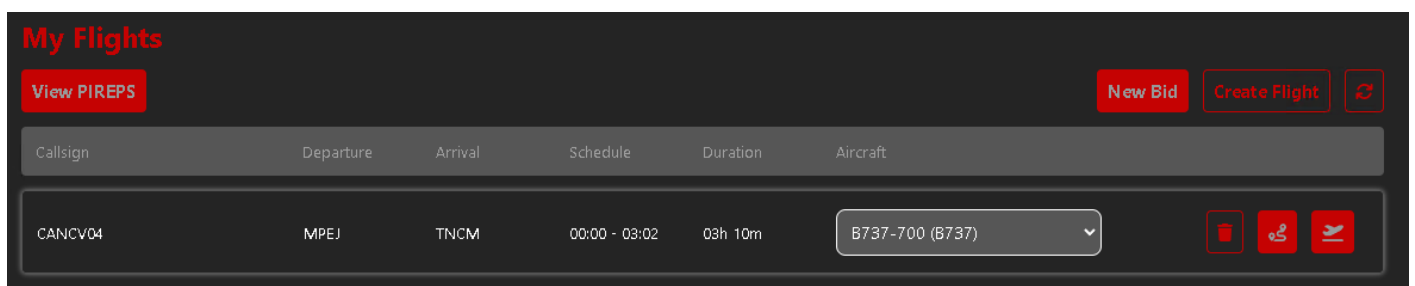 My Flights
View PIREPS New Bid Create Flight
Callsign Departure Arrival Schedule Duration Aircraft
CANCV04 MPEJ TNCM 00:00 - 03:02 03h 10m B737-700 (B737)